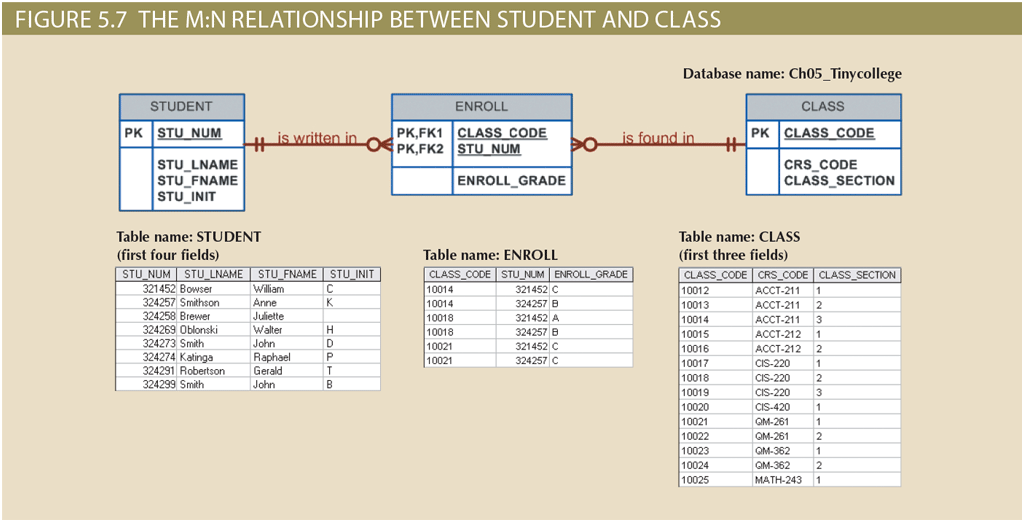 FIGURE 5.7 THE M:N RELATIONSHIP BETWEEN STUDENT AND CLASS
Database name: Ch05_Tinycollege
STUDENT
PK STU_NUM
STU_LNAME
STU_FNAME
STU_INIT
is written in
ENROLL
PK,FK1 CLASS_CODE
PK,FK2 STU_NUM
ENROLL_GRADE
is found in
CLASS
PK CLASS_CODE
CRS_CODE
CLASS_SECTION
Table name: STUDENT
(first four fields)
STU_NUM STU_LNAME STU_FNAME STU_INIT
321452 Bowser William C
324257 Smithson Anne K
324258 Brewer Juliette
324269 Oblonski Walter H
324273 Smith John D
324274 Katinga Raphael P
324291 Robertson Gerald T
324299 Smith John B
Table name: ENROLL
CLASS_CODE STU_NUM ENROLL_GRADE
10014 321452 C
10014 324257 B
10018 321452 A
10018 324257 B
10021 321452 C
10021 324257 C
Table name: CLASS
(first three fields)
CLASS_CODE CRS_CODE CLASS_SECTION
10012 ACCT-211 1
10013 ACCT-211 2
10014 ACCT-211 3
10015 ACCT-212 1
10016 ACCT-212 2
10017 CIS-220 1
10018 CIS-220 2
10019 CIS-220 3
10020 CIS-420 1
10021 QM-261 1
10022 QM-261 2
10023 QM-362 1
10024 QM-362 2
10025 MATH-243 1